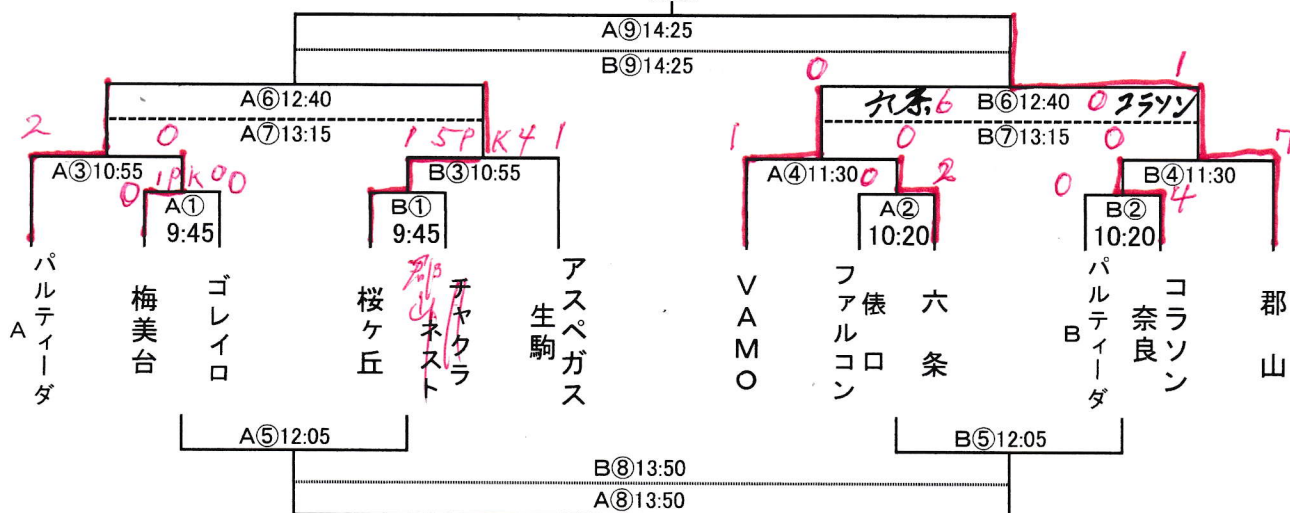 A⑨14:25
B⑨14:25
0
1
A⑥12:40
六条 6
B⑥12:40
0 コラソン
A⑦13:15
B⑦13:15
2
0
1 5PK4 1
1
0
0
7
A③10:55
B③10:55
A④11:30
B④11:30
0 1PK0 0
0
2
0
4
A①
B①
A②
B②
9:45
9:45
10:20
10:20
パルティーダ
A
梅美台
ゴレイロ
桜ヶ丘
郡山
チャクラ
ネスト
アスペガス
生駒
VAMO
ファルコン
俵口
六条
パルティーダ
B
コラソン
奈良
郡山
A⑤12:05
B⑤12:05
B⑧13:50
A⑧13:50